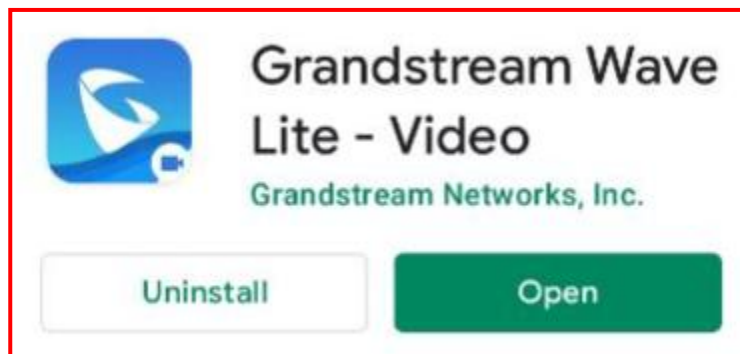 Grandstream Wave
Lite - Video
Grandstream Networks, Inc.
Uninstall
Open